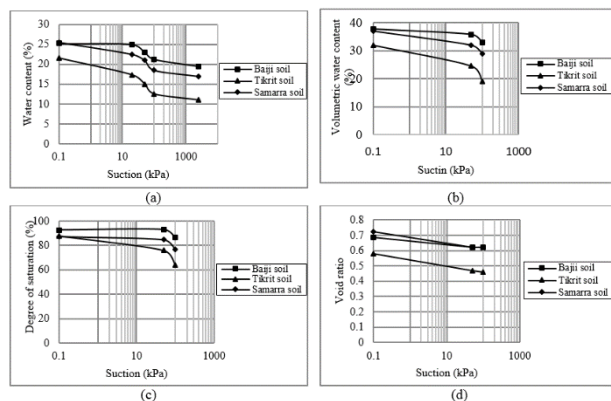 30
25
20
15
10
5
0
Water content (%)
0.1
10
1000
Suction (kPa)
Baiji soil
Tikrit soil
Samarra soil
(a)
40
30
20
10
0
Volumetric water content
(%)
0.1
10
1000
Suctin (kPa)
Baiji soil
Tikrit soil
Samarra soil
(b)
100
80
60
40
20
0
Degree of saturation (%)
0.1
10
1000
Suction (kPa)
Baiji soil
Tikrit soil
Samarra soil
(c)
0.8
0.7
0.6
0.5
0.4
0.3
0.2
0.1
0
Void ratio
0.1
10
1000
Suction (kPa)
Baiji soil
Tikrit soil
Samarra soil
(d)